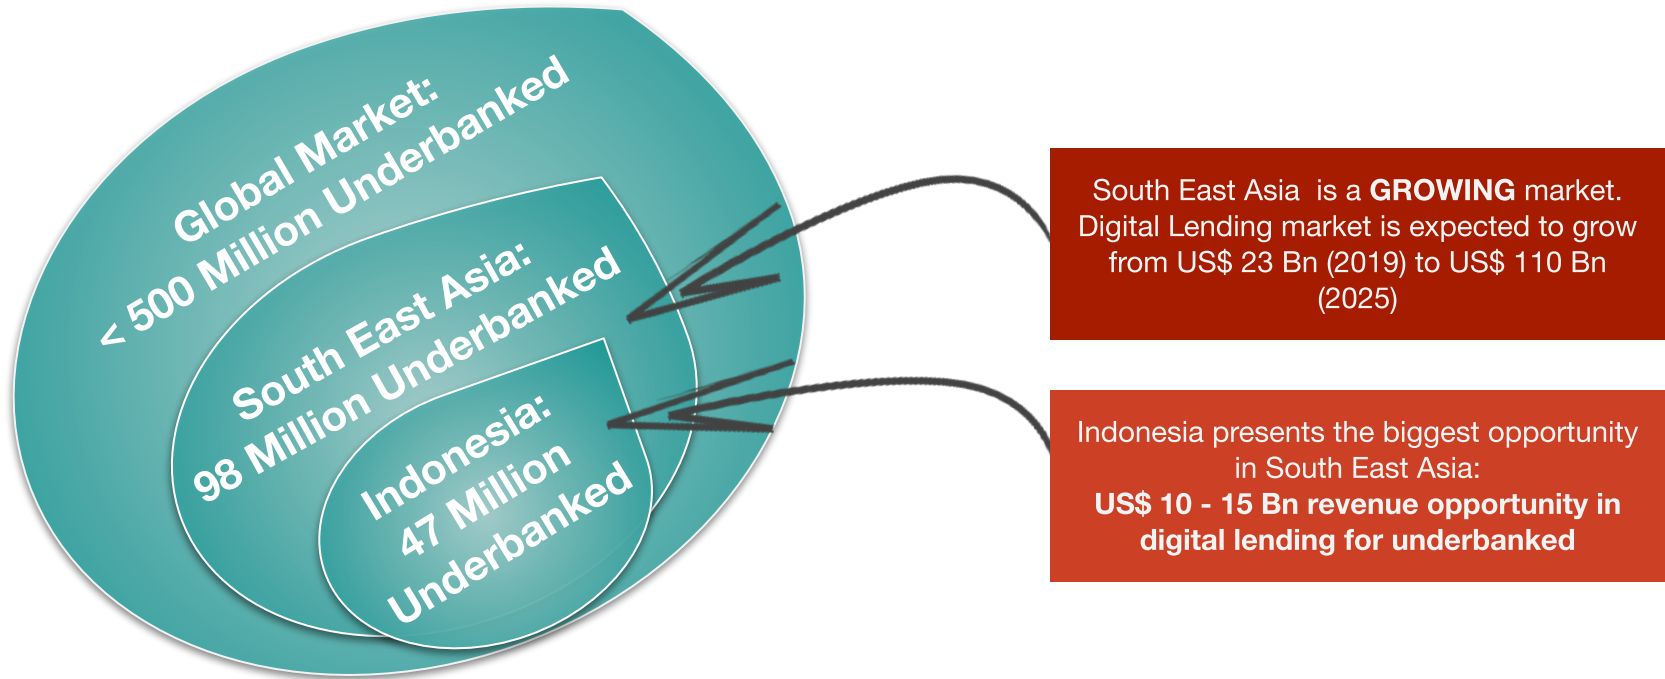 Global Market:
< 500 Million Underbanked
South East Asia:
98 Million Underbanked
Indonesia:
47 Million
Underbanked
South East Asia  is a GROWING market.
Digital Lending market is expected to grow
from US$ 23 Bn (2019) to US$ 110 Bn
(2025)
Indonesia presents the biggest opportunity
in South East Asia:
US$ 10 - 15 Bn revenue opportunity in
digital lending for underbanked